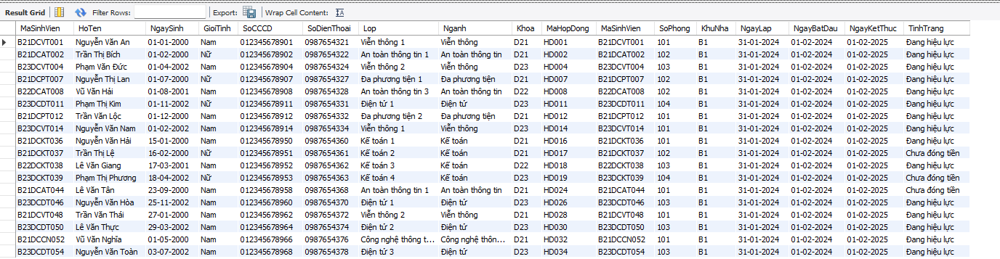 Result Grid Filter Rows: Export: Wrap Cell Content:
MaSinhVien HoTen NgaySinh GioiTinh SoCCCD SoDienThoai Lop Nganh Khoa MaHopDong MaSinhVien SoPhong KhuNha NgayLap NgayBatDau NgayKetThuc TinhTrang
B21DCVT001 Nguyễn Văn An 01-01-2000 Nam 012345678901 0987654321 Viễn thông 1 Viễn thông D21 HD001 B21DCVT001 101 B1 31-01-2024 01-02-2024 01-02-2025 Đang hiệu lực
B21DCAT002 Trần Thị Bích 01-02-2000 Nữ 012345678902 0987654322 An toàn thông tin 1 An toàn thông tin D21 HD002 B21DCAT002 102 B1 31-01-2024 01-02-2024 01-02-2025 Đang hiệu lực
B23DCVT004 Phạm Văn Đức 01-04-2002 Nam 012345678904 0987654324 Viễn thông 2 Viễn thông D23 HD004 B23DCVT004 103 B1 31-01-2024 01-02-2024 01-02-2025 Đang hiệu lực
B21DCPT007 Nguyễn Thị Lan 01-07-2000 Nữ 012345678907 0987654327 Đa phương tiện 1 Đa phương tiện D21 HD007 B21DCPT007 102 B1 31-01-2024 01-02-2024 01-02-2025 Đang hiệu lực
B22DCAT008 Vũ Văn Hải 01-08-2001 Nam 012345678908 0987654328 An toàn thông tin 3 An toàn thông tin D22 HD008 B22DCAT008 102 B1 31-01-2024 01-02-2024 01-02-2025 Đang hiệu lực
B23DCDT011 Phạm Thị Kim 01-11-2002 Nữ 012345678911 0987654331 Điện tử 1 Điện tử D23 HD011 B23DCDT011 104 B1 31-01-2024 01-02-2024 01-02-2025 Đang hiệu lực
B21DCPT012 Trần Văn Lộc 01-12-2000 Nam 012345678912 0987654332 Đa phương tiện 2 Đa phương tiện D21 HD012 B21DCPT012 101 B1 31-01-2024 01-02-2024 01-02-2025 Đang hiệu lực
B23DCVT014 Nguyễn Văn Nam 01-02-2002 Nam 012345678914 0987654334 Viễn thông 1 Viễn thông D23 HD014 B23DCVT014 101 B1 31-01-2024 01-02-2024 01-02-2025 Đang hiệu lực
B21DCKT036 Nguyễn Văn Hải 15-01-2000 Nam 012345678950 0987654360 Kế toán 1 Kế toán D21 HD016 B21DCKT036 101 B1 31-01-2024 01-02-2024 01-02-2025 Đang hiệu lực
B21DCKT037 Trần Thị Lệ 16-02-2000 Nữ 012345678951 0987654361 Kế toán 2 Kế toán D21 HD017 B21DCKT037 102 B1 31-01-2024 01-02-2024 01-02-2025 Chưa đóng tiền
B22DCKT038 Lê Văn Giang 17-03-2001 Nam 012345678952 0987654362 Kế toán 3 Kế toán D22 HD018 B22DCKT038 103 B1 31-01-2024 01-02-2024 01-02-2025 Đang hiệu lực
B23DCKT039 Phạm Thị Phương 18-04-2002 Nữ 012345678953 0987654363 Kế toán 4 Kế toán D23 HD019 B23DCKT039 104 B1 31-01-2024 01-02-2024 01-02-2025 Chưa đóng tiền
B21DCAT044 Lê Văn Tân 23-09-2000 Nam 012345678958 0987654368 An toàn thông tin 1 An toàn thông tin D21 HD024 B21DCAT044 101 B1 31-01-2024 01-02-2024 01-02-2025 Chưa đóng tiền
B23DCDT046 Nguyễn Văn Hòa 25-11-2002 Nam 012345678960 0987654370 Điện tử 1 Điện tử D23 HD026 B23DCDT046 103 B1 31-01-2024 01-02-2024 01-02-2025 Đang hiệu lực
B21DCVT048 Trần Văn Thái 27-01-2000 Nam 012345678962 0987654372 Viễn thông 2 Viễn thông D21 HD028 B21DCVT048 101 B1 31-01-2024 01-02-2024 01-02-2025 Đang hiệu lực
B23DCDT050 Lê Văn Thực 29-03-2002 Nam 012345678964 0987654374 Điện tử 2 Điện tử D23 HD030 B23DCDT050 103 B1 31-01-2024 01-02-2024 01-02-2025 Đang hiệu lực
B21DCCN052 Vũ Văn Nghĩa 01-05-2000 Nam 012345678966 0987654376 Công nghệ thông t... Công nghệ thôn... D21 HD032 B21DCCN052 101 B1 31-01-2024 01-02-2024 01-02-2025 Đang hiệu lực
B23DCDT054 Nguyễn Văn Toàn 03-07-2002 Nam 012345678968 0987654378 Điện tử 3 Điện tử D23 HD034 B23DCDT054 103 B1 31-01-2024 01-02-2024 01-02-2025 Đang hiệu lực